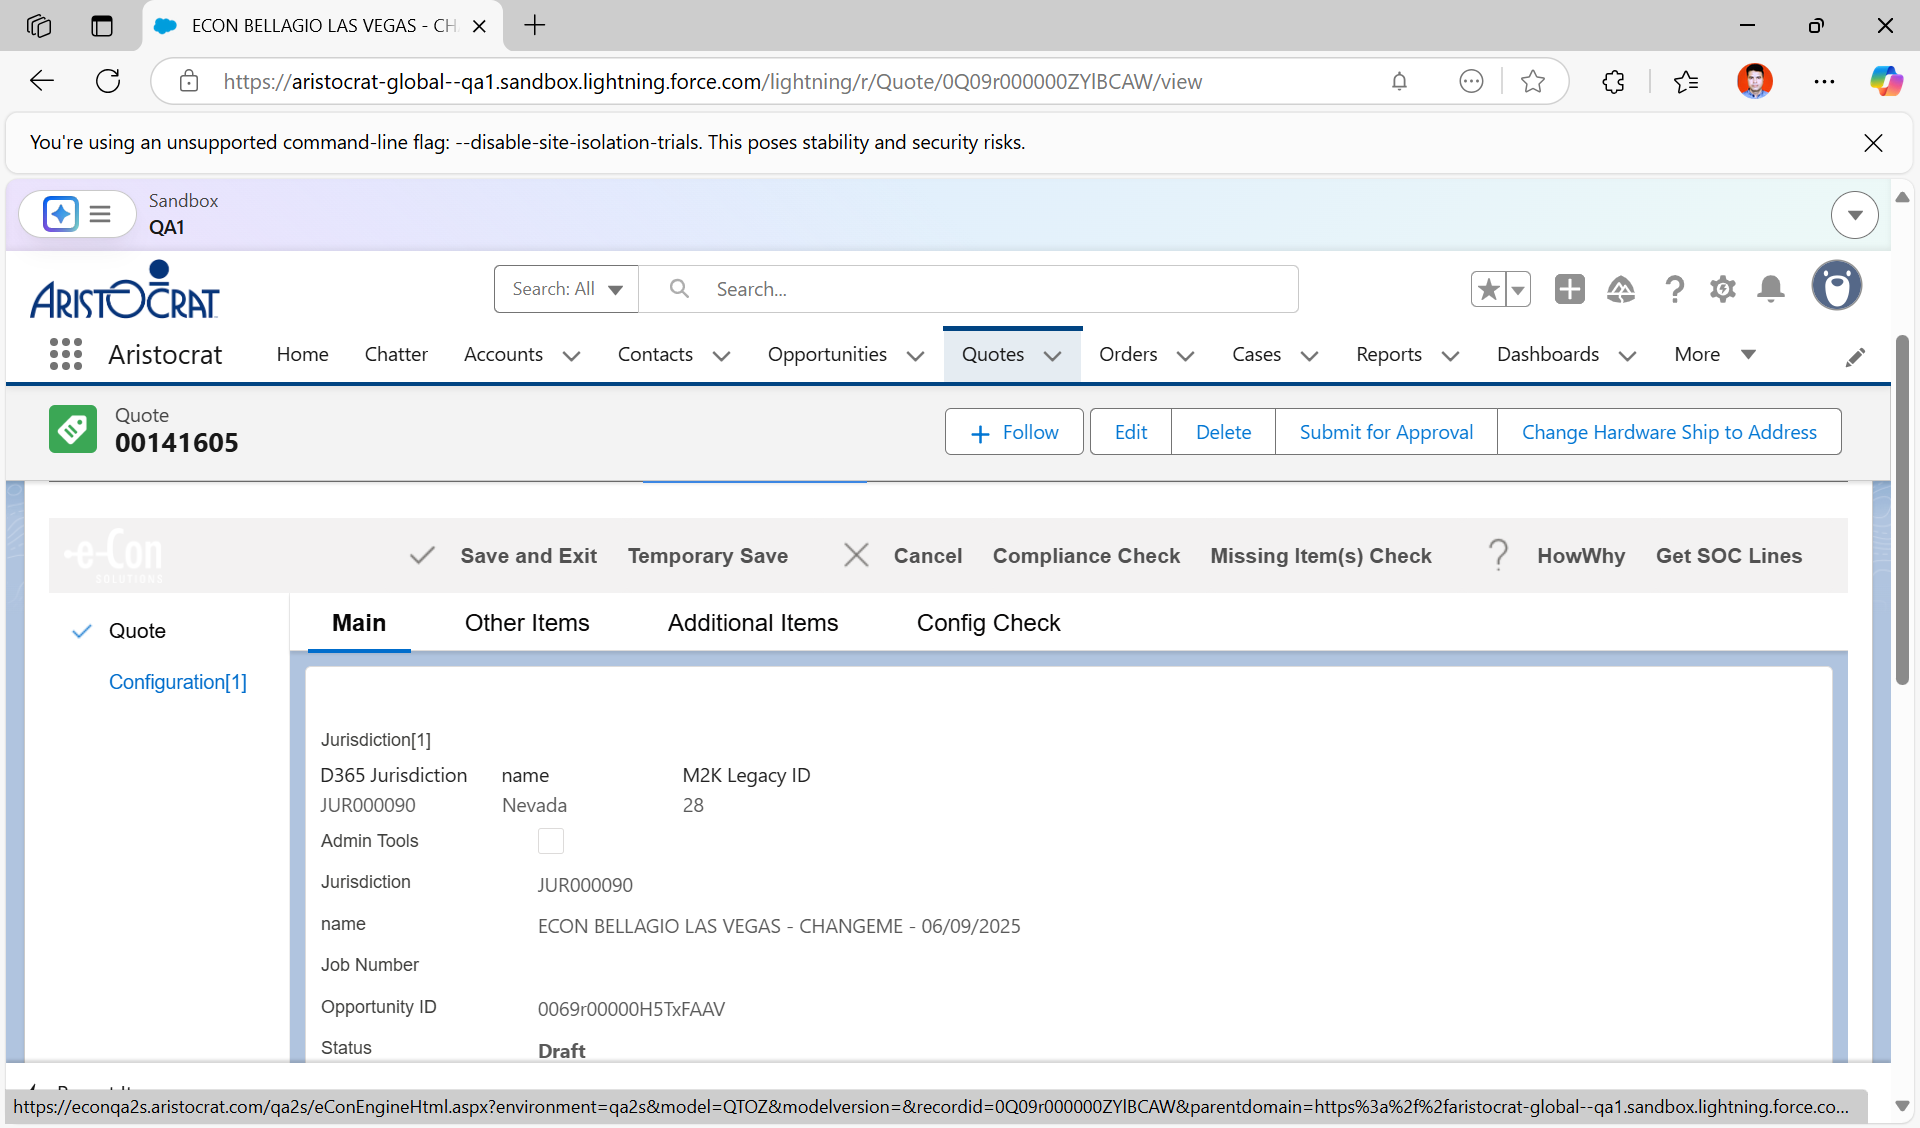 ECON BELLAGIO LAS VEGAS - CH
https://aristocrat-global--qa1.sandbox.lightning.force.com/lightning/r/Quote/0Q09r000000ZYlBCAW/view
You're using an unsupported command-line flag: --disable-site-isolation-trials. This poses stability and security risks.
Sandbox
QA1
ARISTOCRAT
Search: All
Search...
Aristocrat
Home
Chatter
Accounts
Contacts
Opportunities
Quotes
Orders
Cases
Reports
Dashboards
More
Quote
00141605
Follow
Edit
Delete
Submit for Approval
Change Hardware Ship to Address
e-Con
SOLUTIONS
Save and Exit
Temporary Save
Cancel
Compliance Check
Missing Item(s) Check
HowWhy
Get SOC Lines
Quote
Configuration[1]
Main
Other Items
Additional Items
Config Check
Jurisdiction[1]
D365 Jurisdiction name M2K Legacy ID
JUR000090 Nevada 28
Admin Tools
Jurisdiction JUR000090
name ECON BELLAGIO LAS VEGAS - CHANGEME - 06/09/2025
Job Number
Opportunity ID 0069r00000H5TxFAAV
Status Draft
https://econqa2s.aristocrat.com/qa2s/eConEngineHtml.aspx?environment=qa2s&model=QTOZ&modelversion=&recordid=0Q09r000000ZYlBCAW&parentdomain=https%3a%2f%2faristocrat-global--qa1.sandbox.lightning.force.co...